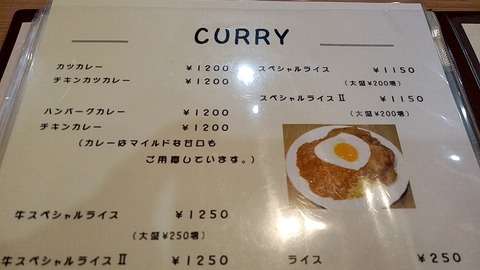 CURRY
カツカレー ¥1200
チキンカツカレー ¥1200
ハンバーグカレー ¥1200
チキンカレー ¥1200
(カレーはマイルドな甘口も
ご用意しています。)
牛スペシャルライス ¥1250
(大盛¥250増)
牛スペシャルライスⅡ ¥1250
スペシャルライス ¥1150
(大盛¥200増)
スペシャルライスⅡ ¥1150
(大盛¥200増)
ライス ¥250